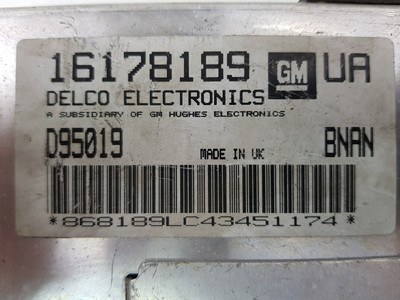 16178189 GM UA
DELCO ELECTRONICS
A SUBSIDIARY OF GM HUGHES ELECTRONICS
D95019 MADE IN UK BNAN
*868189LC43451174*